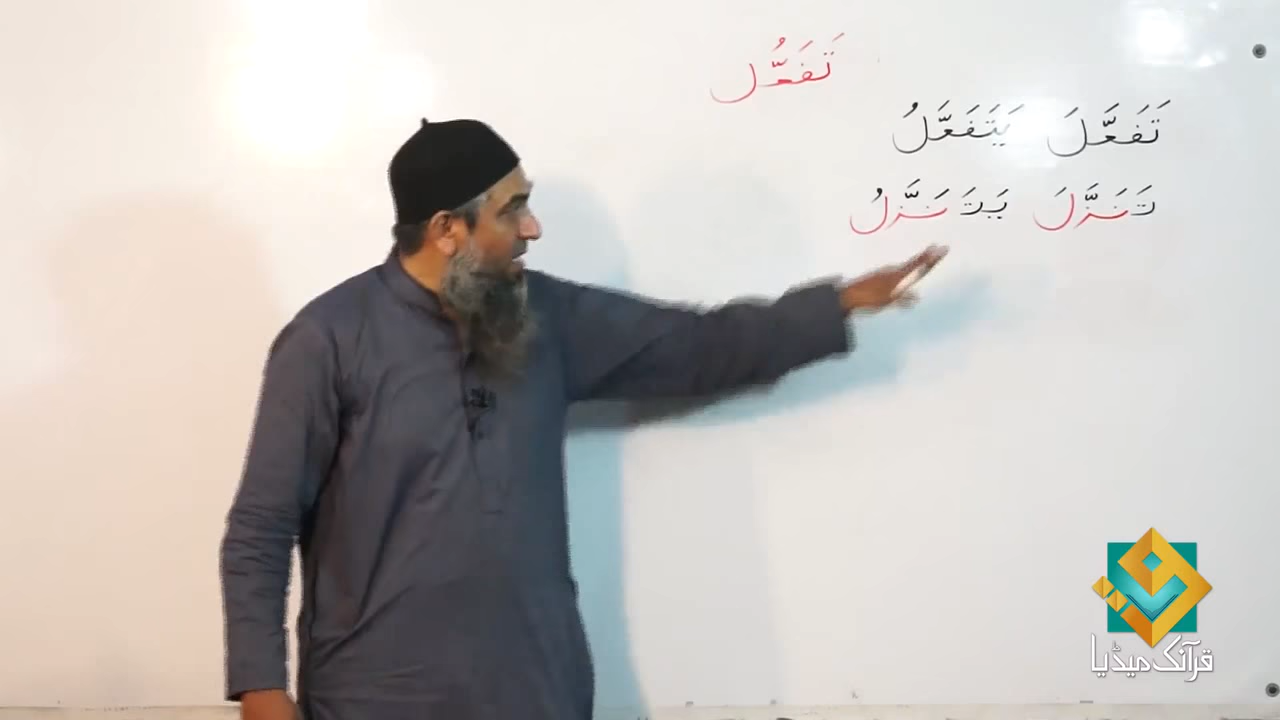 تَفَعُّل
تَفَعَّلَ يَتَفَعَّلُ
تَنَزَّلَ يَتَنَزَّلُ
قرآنک میڈیا